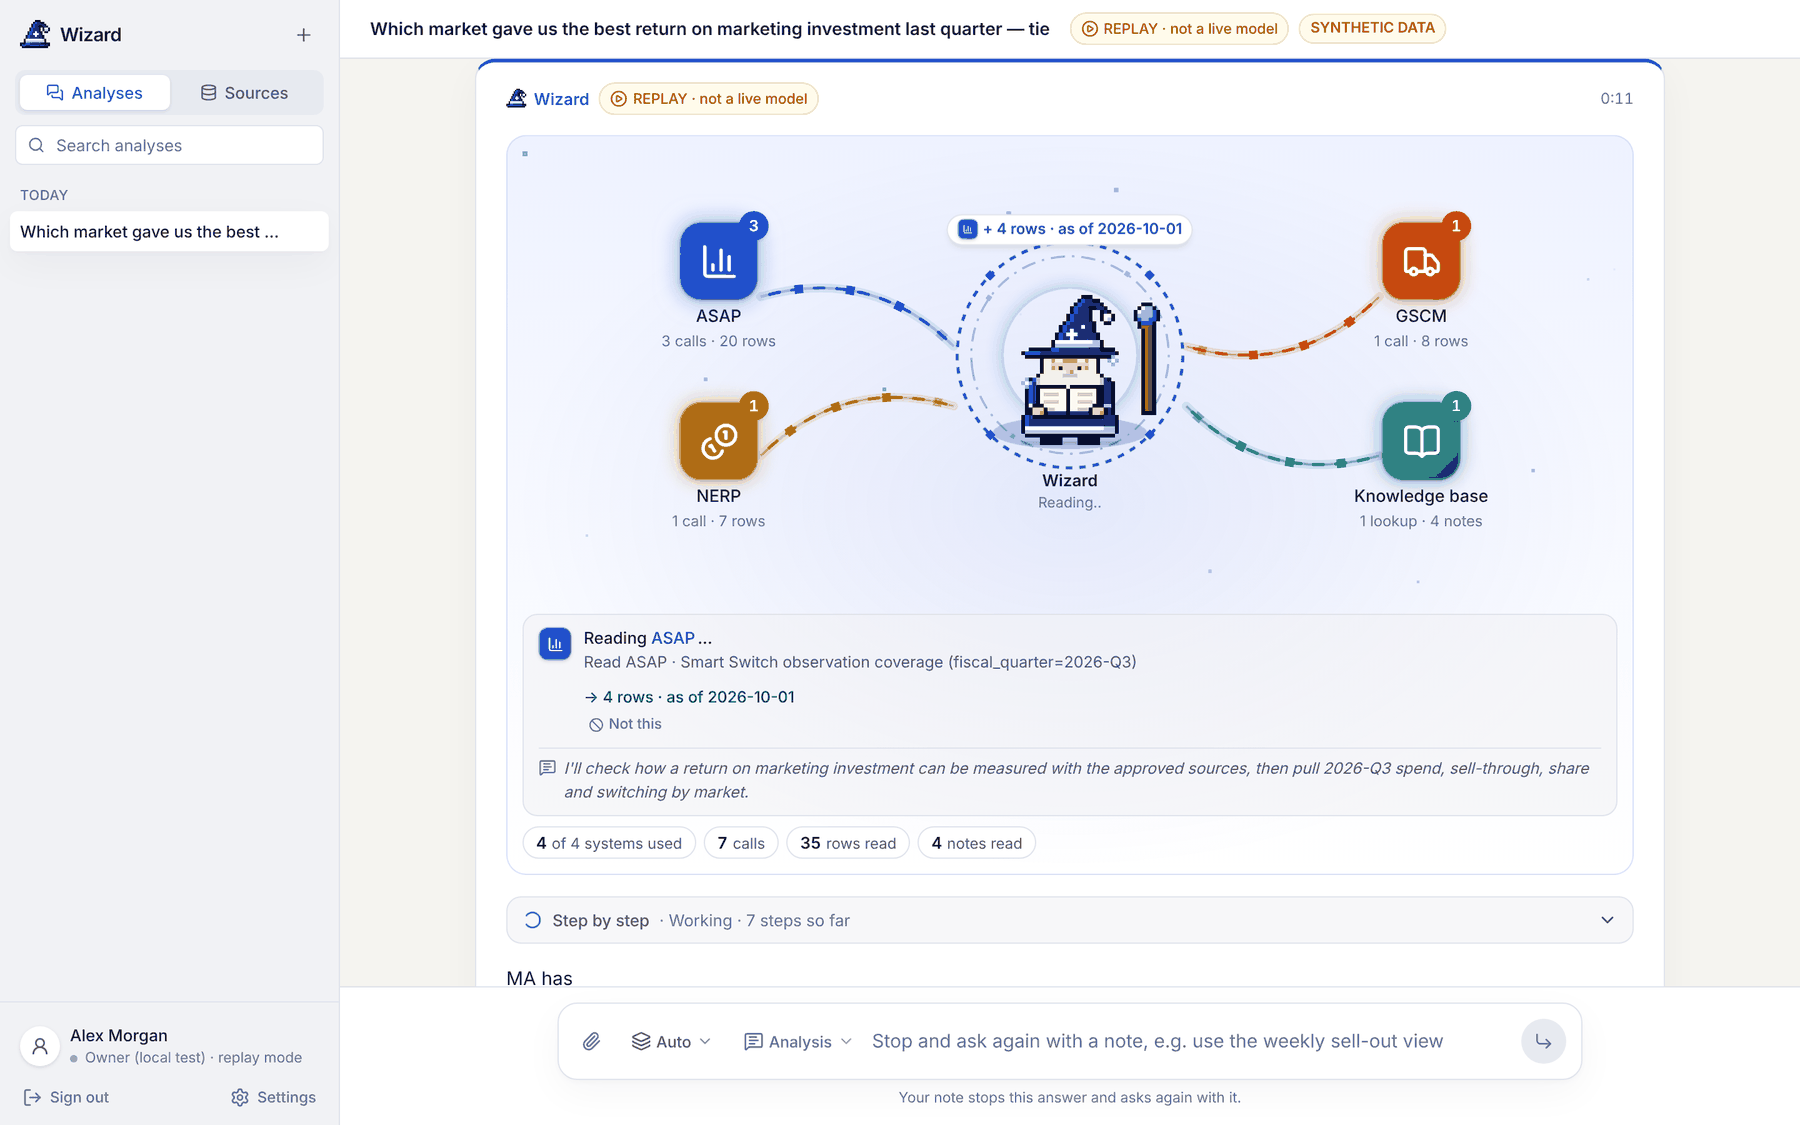 Wizard
Analyses
Sources
Search analyses
TODAY
Which market gave us the best ...
Alex Morgan
Owner (local test) · replay mode
Sign out
Settings
Which market gave us the best return on marketing investment last quarter — tie
REPLAY · not a live model
SYNTHETIC DATA
Wizard
REPLAY · not a live model
0:11
3
ASAP
3 calls · 20 rows
+ 4 rows · as of 2026-10-01
1
GSCM
1 call · 8 rows
1
NERP
1 call · 7 rows
Wizard
Reading..
1
Knowledge base
1 lookup · 4 notes
Reading ASAP ...
Read ASAP · Smart Switch observation coverage (fiscal_quarter=2026-Q3)
→ 4 rows · as of 2026-10-01
Not this
I'll check how a return on marketing investment can be measured with the approved sources, then pull 2026-Q3 spend, sell-through, share
and switching by market.
4 of 4 systems used
7 calls
35 rows read
4 notes read
Step by step · Working · 7 steps so far
MA has
Auto
Analysis
Stop and ask again with a note, e.g. use the weekly sell-out view
Your note stops this answer and asks again with it.